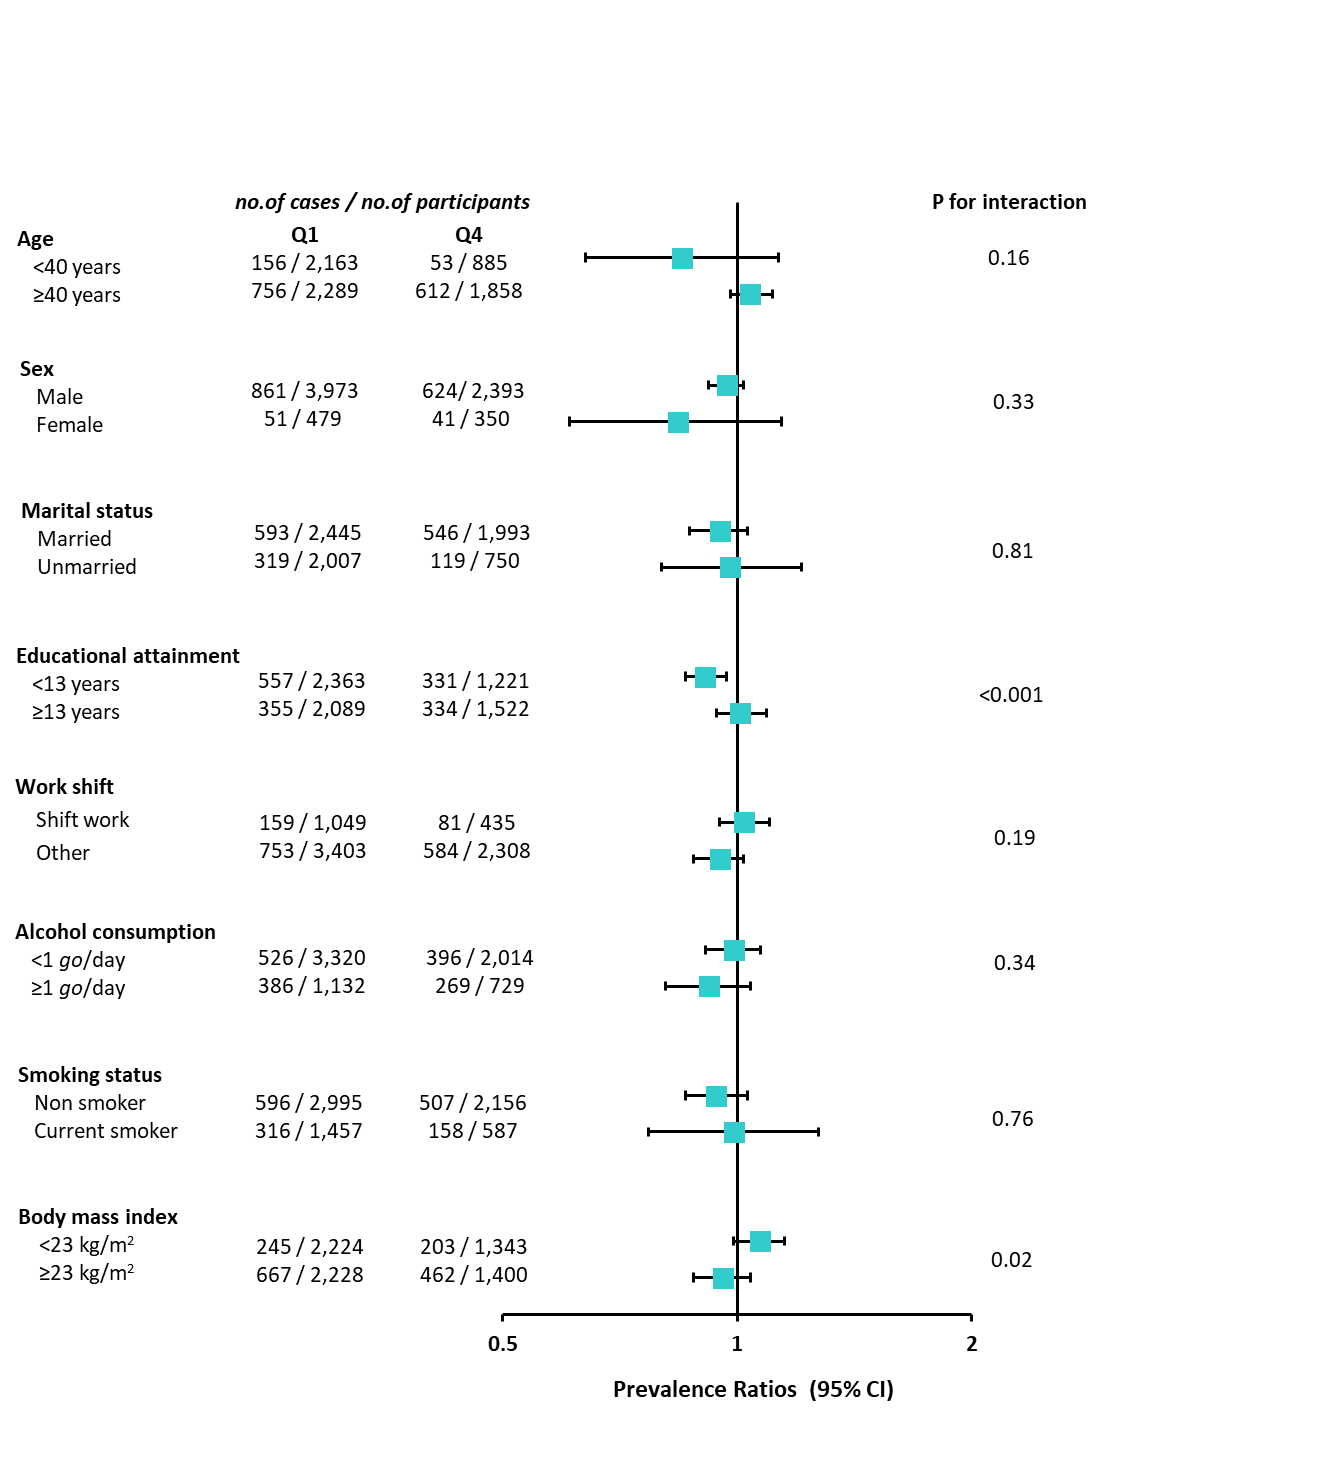 no.of cases / no.of participants P for interaction
Age Q1 Q4
<40 years 156 / 2,163 53 / 885 0.16
≥40 years 756 / 2,289 612 / 1,858
Sex
Male 861 / 3,973 624/ 2,393 0.33
Female 51 / 479 41 / 350
Marital status
Married 593 / 2,445 546 / 1,993 0.81
Unmarried 319 / 2,007 119 / 750
Educational attainment
<13 years 557 / 2,363 331 / 1,221 <0.001
≥13 years 355 / 2,089 334 / 1,522
Work shift
Shift work 159 / 1,049 81 / 435 0.19
Other 753 / 3,403 584 / 2,308
Alcohol consumption
<1 go/day 526 / 3,320 396 / 2,014 0.34
≥1 go/day 386 / 1,132 269 / 729
Smoking status
Non smoker 596 / 2,995 507 / 2,156 0.76
Current smoker 316 / 1,457 158 / 587
Body mass index
<23 kg/m² 245 / 2,224 203 / 1,343 0.02
≥23 kg/m² 667 / 2,228 462 / 1,400
0.5 1 2
Prevalence Ratios (95% CI)